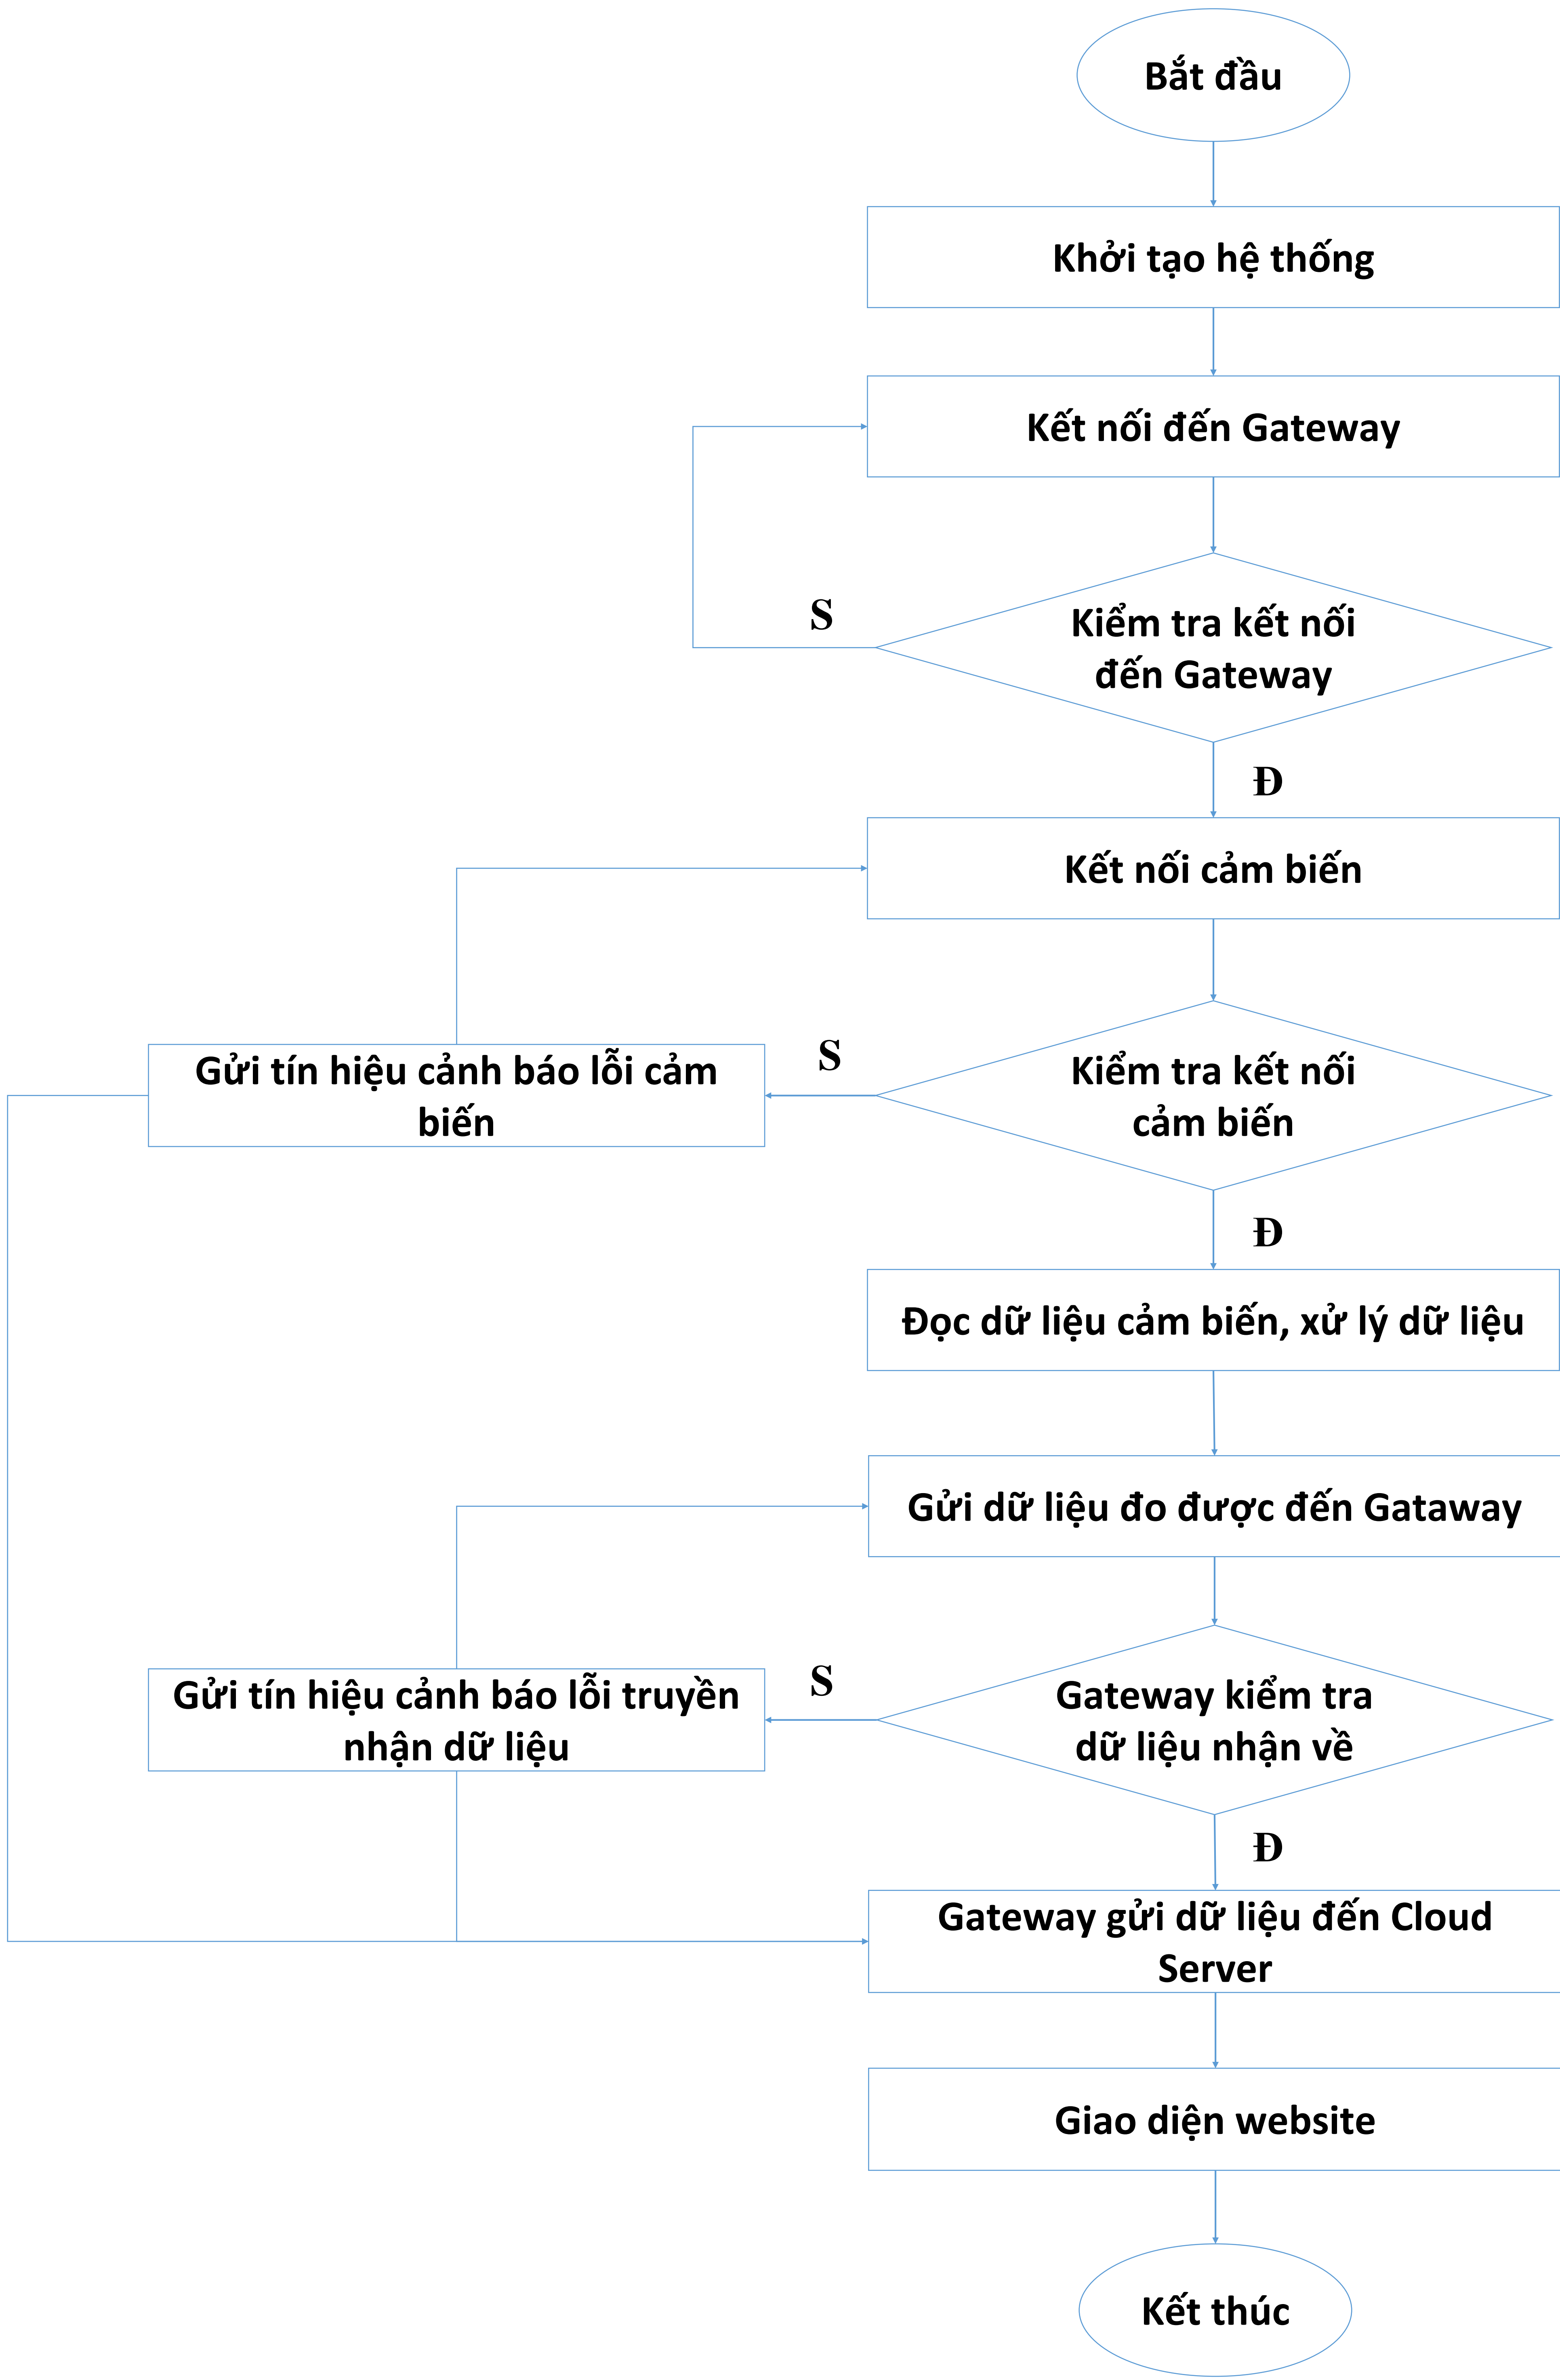 Bắt đầu
Khởi tạo hệ thống
Kết nối đến Gateway
S
Kiểm tra kết nối
đến Gateway
Đ
Kết nối cảm biến
Gửi tín hiệu cảnh báo lỗi cảm
biến
S
Kiểm tra kết nối
cảm biến
Đ
Đọc dữ liệu cảm biến, xử lý dữ liệu
Gửi dữ liệu đo được đến Gataway
Gửi tín hiệu cảnh báo lỗi truyền
nhận dữ liệu
S
Gateway kiểm tra
dữ liệu nhận về
Đ
Gateway gửi dữ liệu đến Cloud
Server
Giao diện website
Kết thúc